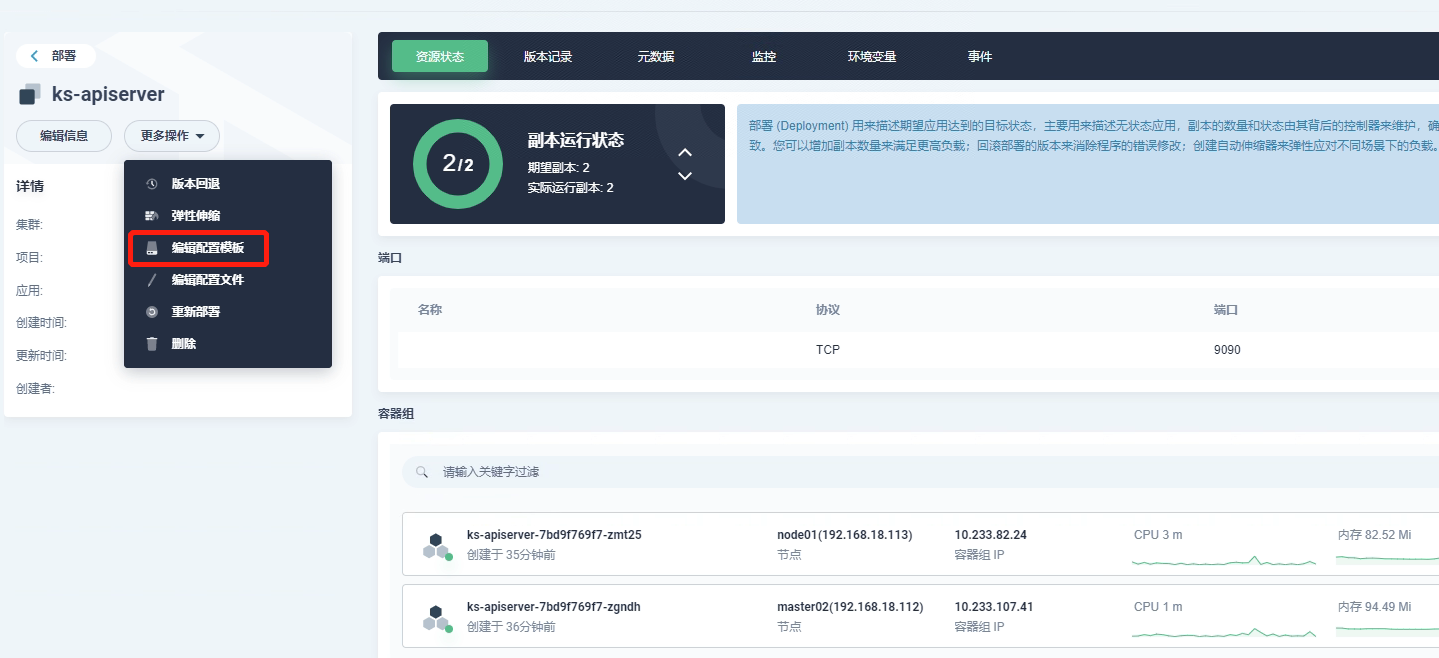 部署
ks-apiserver
编辑信息
更多操作
版本回退
弹性伸缩
编辑配置模板
编辑配置文件
重新部署
删除
详情
集群:
项目:
应用:
创建时间:
更新时间:
创建者:
资源状态 版本记录 元数据 监控 环境变量 事件
2/2
副本运行状态
期望副本: 2
实际运行副本: 2
部署 (Deployment) 用来描述期望应用达到的目标状态，主要用来描述无状态应用，副本的数量和状态由其背后的控制器来维护，确
致。您可以增加副本数量来满足更高负载；回滚部署的版本来消除程序的错误修改；创建自动伸缩器来弹性应对不同场景下的负载。
端口
名称 协议 端口
TCP 9090
容器组
请输入关键字过滤
ks-apiserver-7bd9f769f7-zmt25 node01(192.168.18.113) 10.233.82.24 CPU 3 m 内存 82.52 Mi
创建于 35分钟前 节点 容器组 IP
ks-apiserver-7bd9f769f7-zgndh master02(192.168.18.112) 10.233.107.41 CPU 1 m 内存 94.49 Mi
创建于 36分钟前 节点 容器组 IP